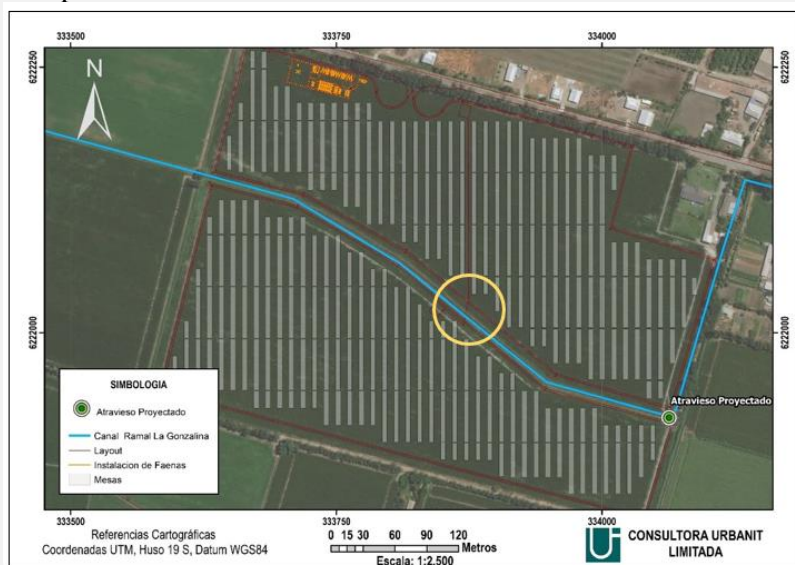 333500
333750
334000
6222250
6222250
N
6222000
6222000
Atravieso Proyectado
SIMBOLOGIA
Atravieso Proyectado
Canal Ramal La Gonzalina
Layout
Instalacion de Faenas
Mesas
333500
333750
334000
Referencias Cartográficas
Coordenadas UTM, Huso 19 S, Datum WGS84
0 15 30 60 90 120
Metros
Escala: 1:2.500
CONSULTORA URBANIT
LIMITADA